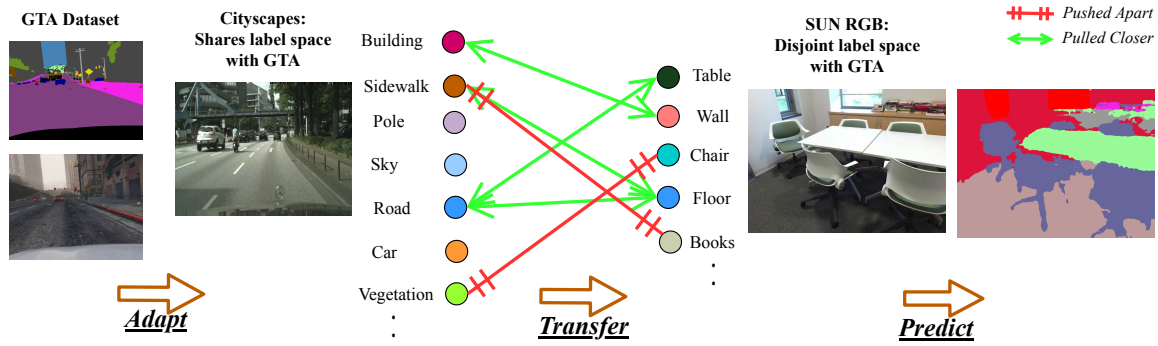 GTA Dataset
Cityscapes:
Shares label space
with GTA
Building
Sidewalk
Pole
Sky
Road
Car
Vegetation
Table
Wall
Chair
Floor
Books
SUN RGB:
Disjoint label space
with GTA
Pushed Apart
Pulled Closer
Adapt
Transfer
Predict